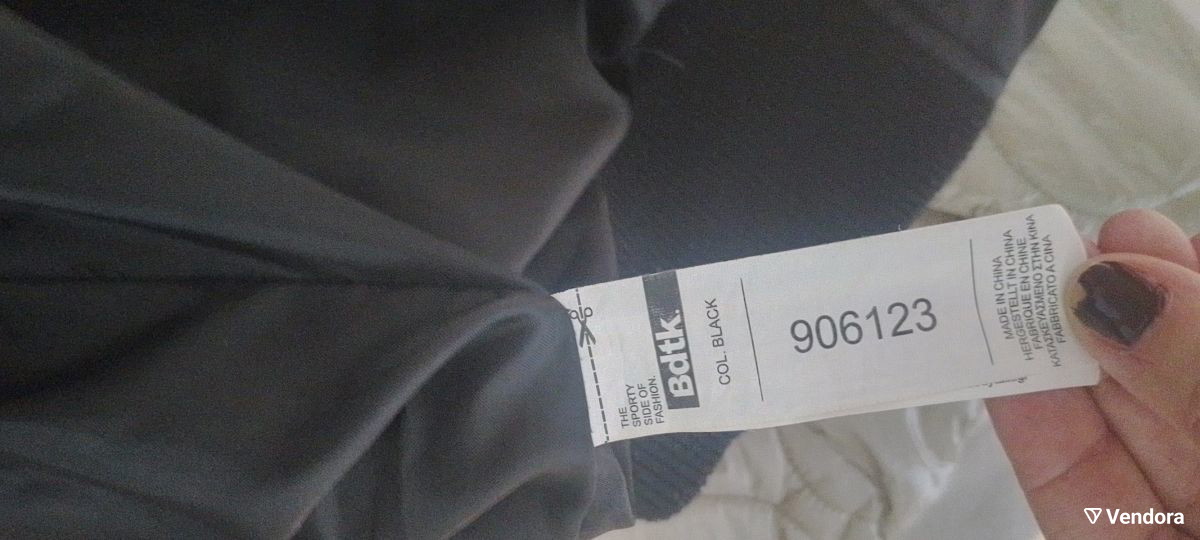 THE
SPORTY
SIDE OF
FASHION.
Bdtk.
COL. BLACK
906123
MADE IN CHINA
HERGESTELLT IN CHINA
FABRIQUE EN CHINE
ΚΑΤΑΣΚΕΥΑΣΜΕΝΟ ΣΤΗΝ ΚΙΝΑ
FABBRICATO A CINA
Vendora